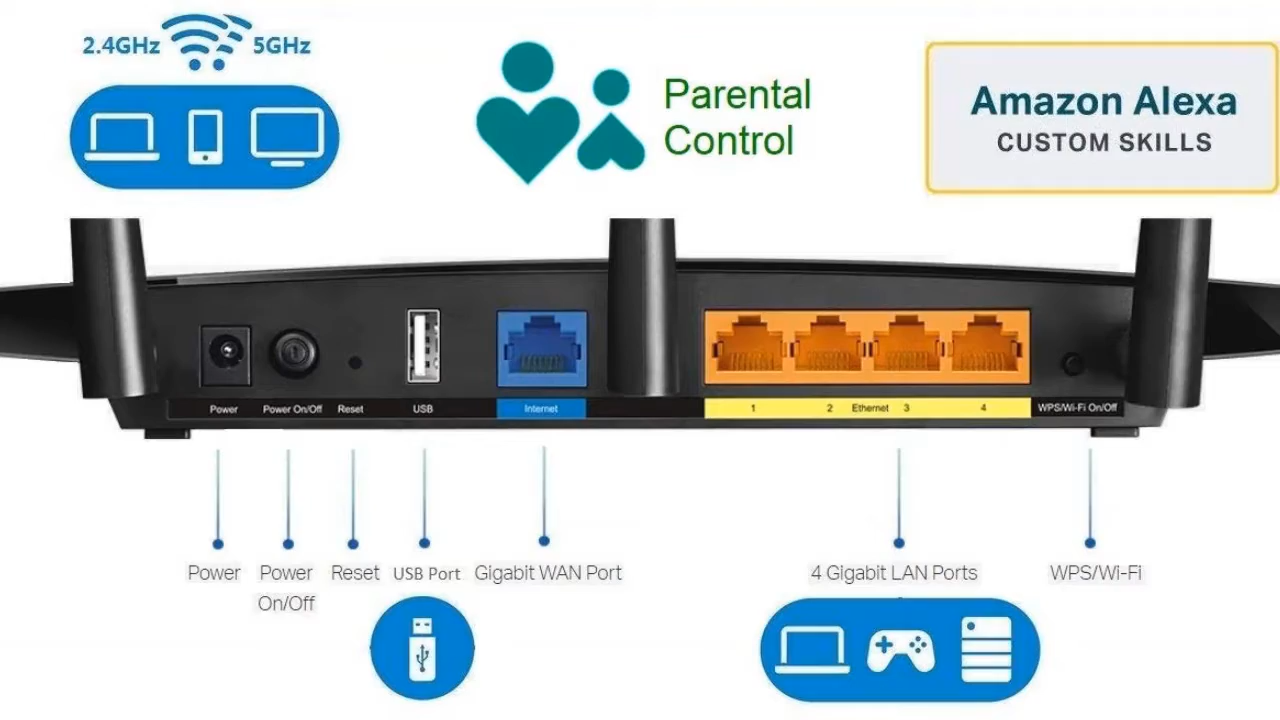 2.4GHz 5GHz
Parental
Control
Amazon Alexa
CUSTOM SKILLS
Power Power On/Off Reset USB Internet 1 2 Ethernet 3 4 WPS/Wi-Fi On/Off
Power Power On/Off Reset USB Port Gigabit WAN Port 4 Gigabit LAN Ports WPS/Wi-Fi